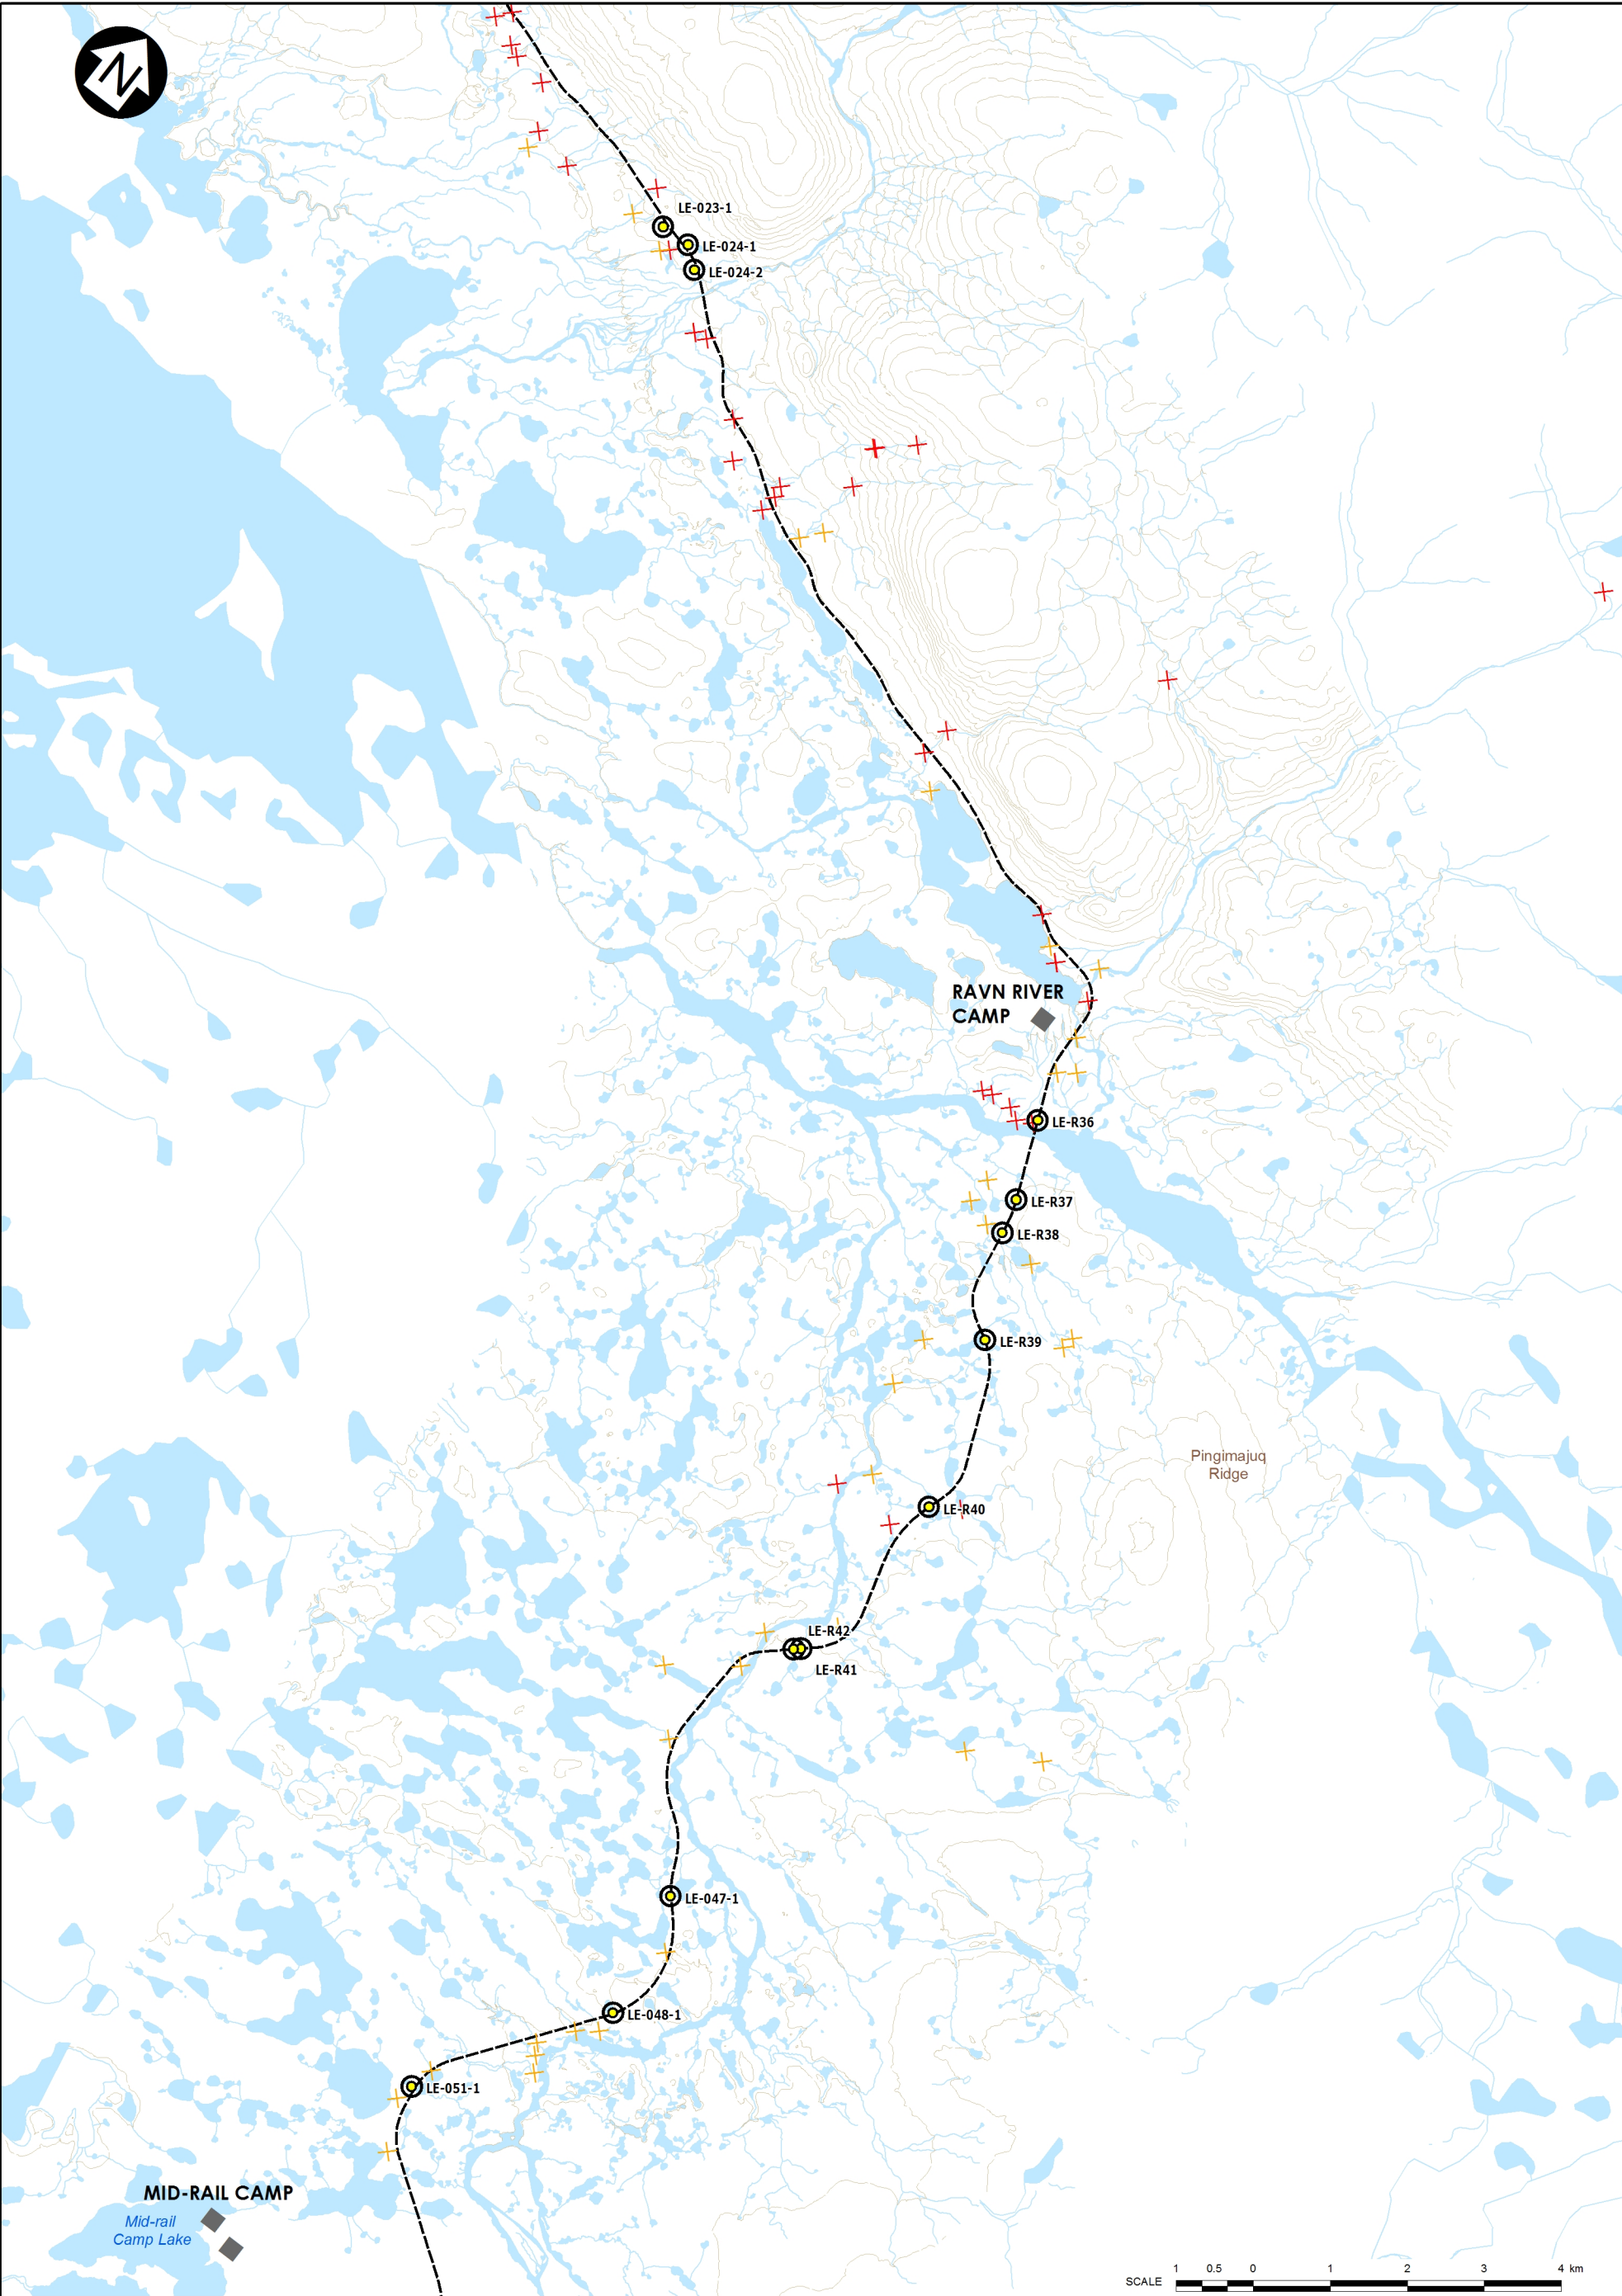 N
LE-023-1
LE-024-1
LE-024-2
RAVN RIVER
CAMP
LE-R36
LE-R37
LE-R38
LE-R39
Pingimajuq
Ridge
LE-R40
LE-R42
LE-R41
LE-047-1
LE-048-1
LE-051-1
MID-RAIL CAMP
Mid-rail
Camp Lake
1 0.5 0 1 2 3 4 km
SCALE